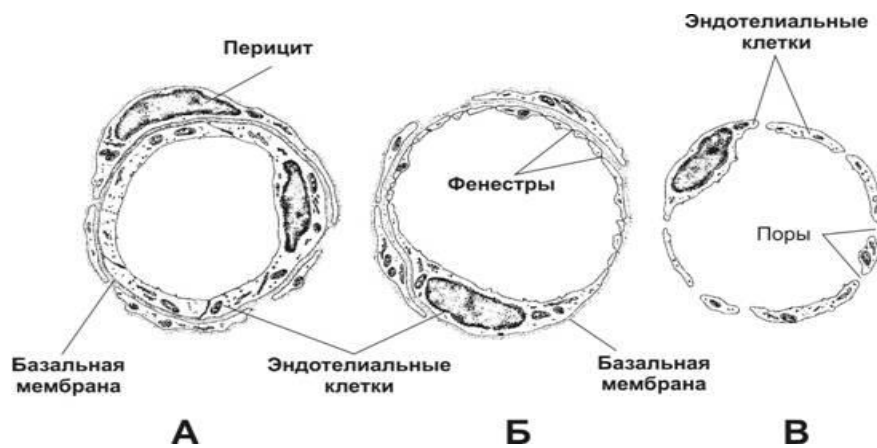 Перицит
Эндотелиальные
клетки
Фенестры
Поры
Базальная
мембрана
Эндотелиальные
клетки
Базальная
мембрана
А
Б
В